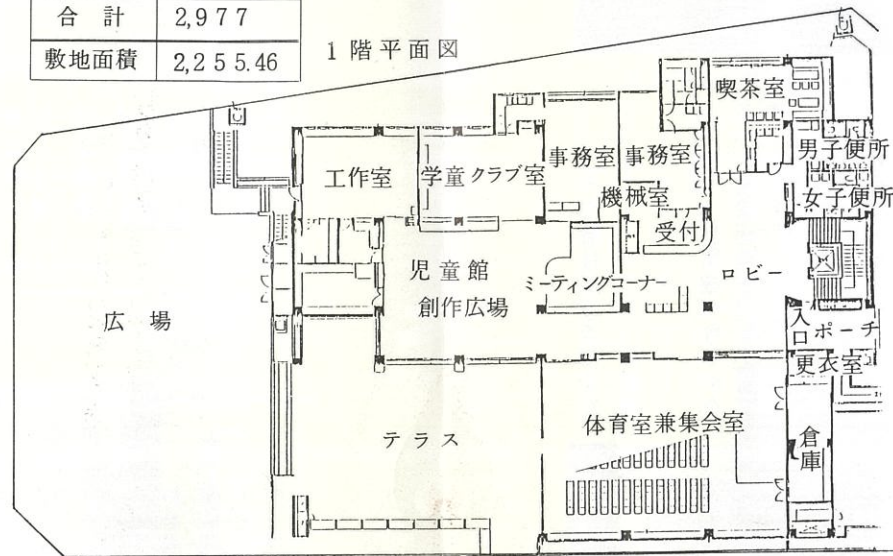 合計 2,977
敷地面積 2,255.46
1階平面図
喫茶室
男子便所
女子便所
工作室
学童クラブ室
事務室
事務室
機械室
受付
児童館
創作広場
ミーティングコーナー
ロビー
広場
入口
ポーチ
更衣室
テラス
体育室兼集会室
倉庫